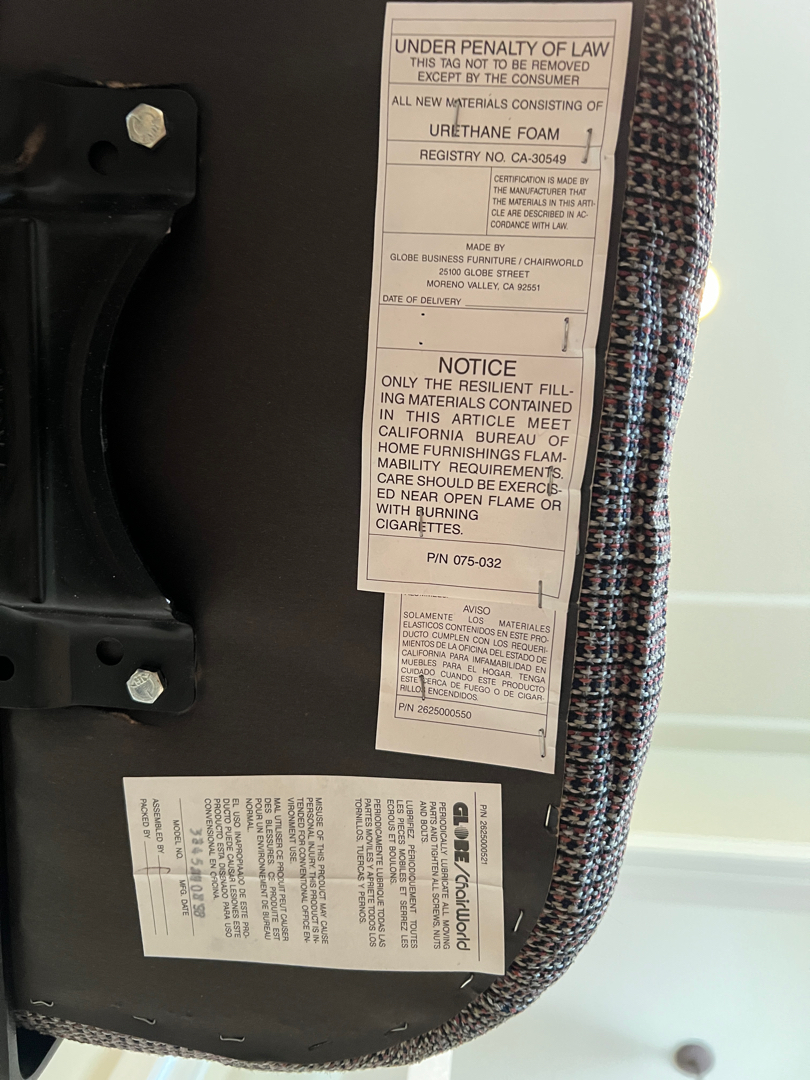 UNDER PENALTY OF LAW
THIS TAG NOT TO BE REMOVED
EXCEPT BY THE CONSUMER
ALL NEW MATERIALS CONSISTING OF
URETHANE FOAM
REGISTRY NO. CA-30549
CERTIFICATION IS MADE BY
THE MANUFACTURER THAT
THE MATERIALS IN THIS ARTI-
CLE ARE DESCRIBED IN AC-
CORDANCE WITH LAW.
MADE BY
GLOBE BUSINESS FURNITURE / CHAIRWORLD
25100 GLOBE STREET
MORENO VALLEY, CA 92551
DATE OF DELIVERY
NOTICE
ONLY THE RESILIENT FILL-
ING MATERIALS CONTAINED
IN THIS ARTICLE MEET
CALIFORNIA BUREAU OF
HOME FURNISHINGS FLAM-
MABILITY REQUIREMENTS.
CARE SHOULD BE EXERCIS-
ED NEAR OPEN FLAME OR
WITH BURNING
CIGARETTES.
P/N 075-032
AVISO
SOLAMENTE LOS MATERIALES
ELASTICOS CONTENIDOS EN ESTE PRO-
DUCTO CUMPLEN CON LOS REQUERI-
MIENTOS DE LA OFICINA DEL ESTADO DE
CALIFORNIA PARA IMFAMABILIDAD EN
MUEBLES PARA EL HOGAR. TENGA
CUIDADO CUANDO ESTE PRODUCTO
ESTE CERCA DE FUEGO O DE CIGAR-
RILLOS ENCENDIDOS.
P/N 2625000550
P/N 2625000521
GLOBE/ChairWorld
PERIODICALLY LUBRICATE ALL MOVING
PARTS AND TIGHTEN ALL SCREWS, NUTS
AND BOLTS.
LUBRIFIEZ PÉRIODIQUEMENT TOUTES
LES PIECES MOBILES ET SERREZ LES
ECROUS ET BOULONS.
PERIODICAMENTE LUBRIQUE TODAS LAS
PARTES MOVILES Y APRIETE TODOS LOS
TORNILLOS, TUERCAS Y PERNOS.
MISUSE OF THIS PRODUCT MAY CAUSE
PERSONAL INJURY. THIS PRODUCT IS IN-
TENDED FOR CONVENTIONAL OFFICE EN-
VIRONMENT USE.
MAL UTILISER CE PRODUIT PEUT CAUSER
DES BLESSURES. CE PRODUITE EST
POUR UN ENVIRONNEMENT DE BUREAU
NORMAL.
EL USO INAPROPIAADO DE ESTE PRO-
DUCTO PUEDE CAUSAR LESIONES ESTE
PRODUCTO ESTA DISENADO PARA USO
CONVENSIONAL EN OFICINA.
MODEL NO. MFG. DATE
ASSEMBLED BY
PACKED BY